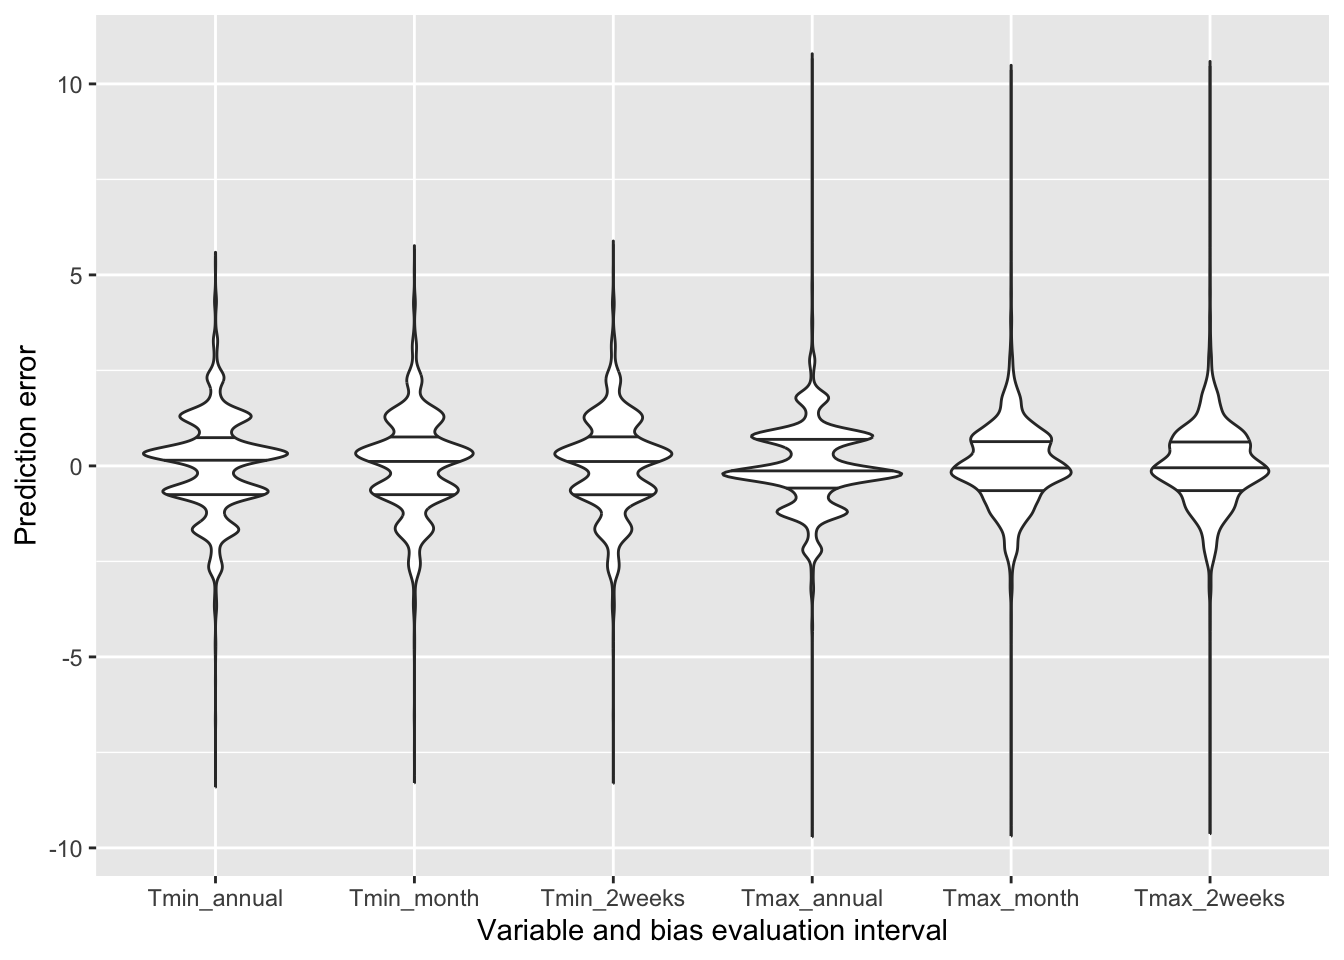 Prediction error
10
5
0
-5
-10
Tmin_annual
Tmin_month
Tmin_2weeks
Tmax_annual
Tmax_month
Tmax_2weeks
Variable and bias evaluation interval